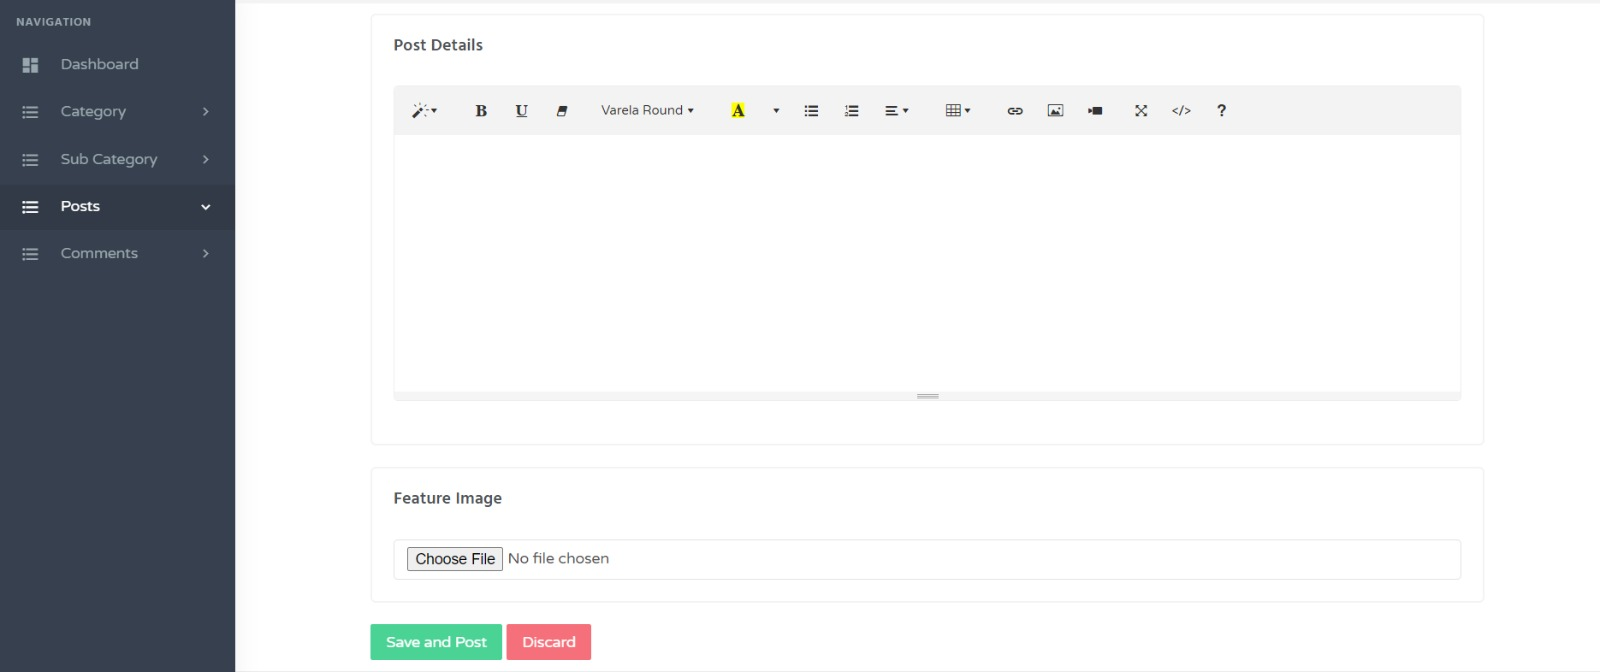 NAVIGATION
Dashboard
Category
Sub Category
Posts
Comments
Post Details
B U Varela Round A </> ?
Feature Image
Choose File No file chosen
Save and Post Discard